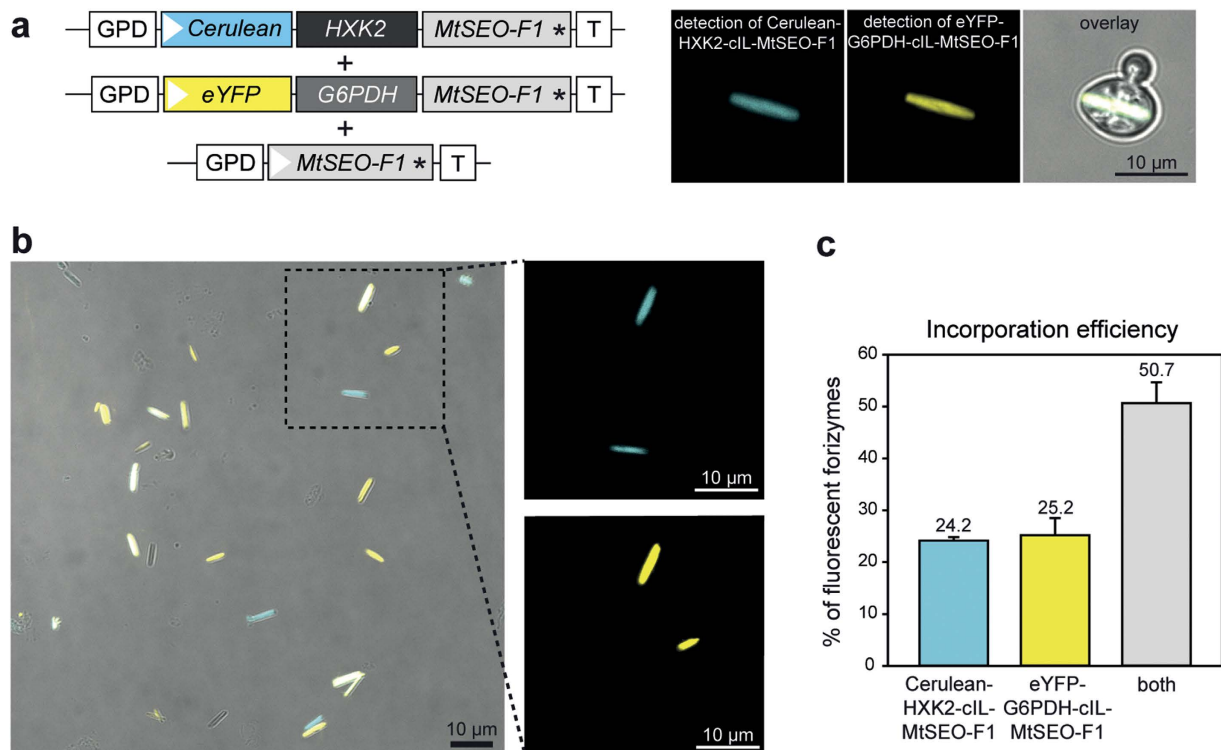 a
GPD Cerulean HXK2 MtSEO-F1 * T
+
GPD eYFP G6PDH MtSEO-F1 * T
+
GPD MtSEO-F1 * T
detection of Cerulean-
HXK2-cIL-MtSEO-F1
detection of eYFP-
G6PDH-cIL-MtSEO-F1
overlay
10 µm
b
10 µm
10 µm
10 µm
c
Incorporation efficiency
% of fluorescent forizymes
60
50
40
30
20
10
0
24.2
25.2
50.7
Cerulean-
HXK2-cIL-
MtSEO-F1
eYFP-
G6PDH-cIL-
MtSEO-F1
both